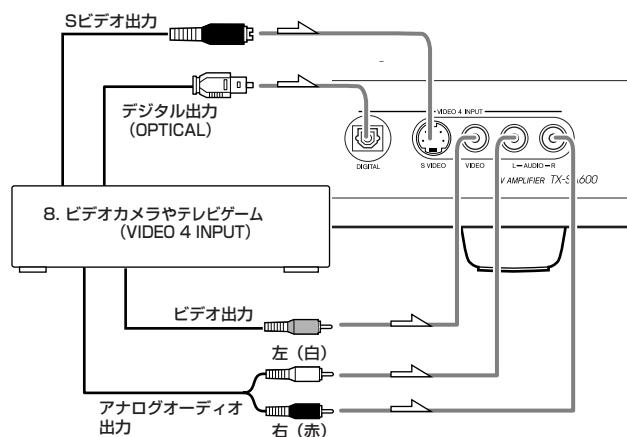 Sビデオ出力
デジタル出力
(OPTICAL)
VIDEO 4 INPUT
DIGITAL
S VIDEO
VIDEO
L—AUDIO—R
V AMPLIFIER TX-SA600
8. ビデオカメラやテレビゲーム
(VIDEO 4 INPUT)
ビデオ出力
左（白）
アナログオーディオ
出力
右（赤）